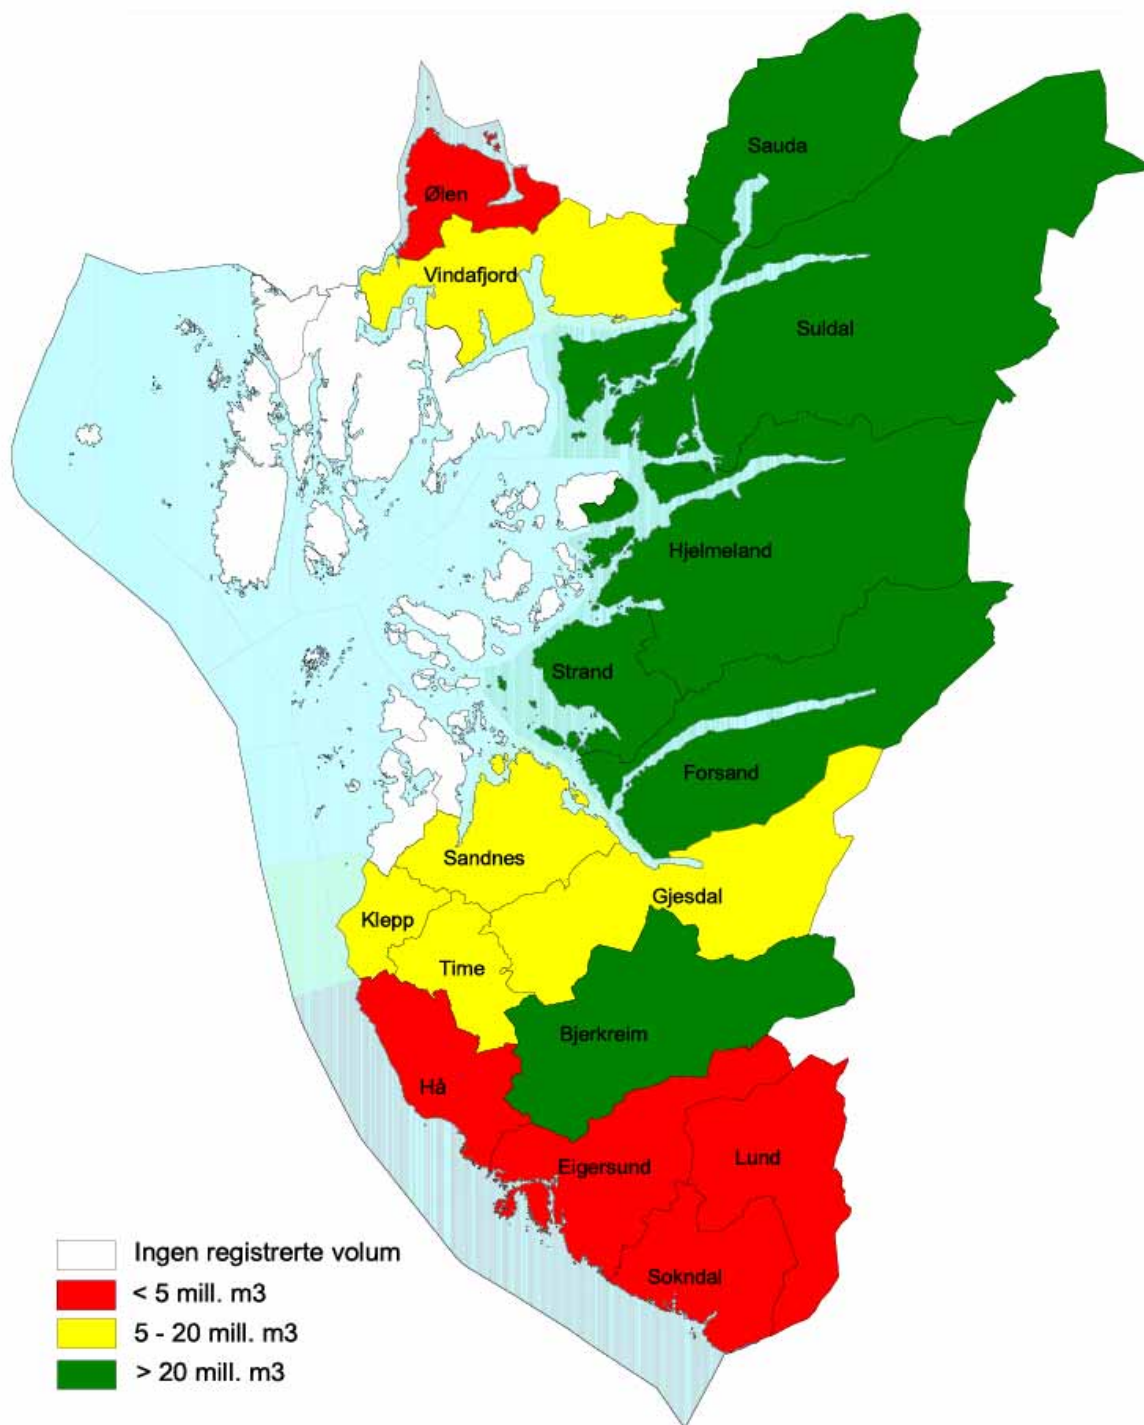 Sauda
Ølen
Vindafjord
Suldal
Hjelmeland
Strand
Forsand
Sandnes
Gjesdal
Klepp
Time
Bjerkreim
Hå
Eigersund
Lund
Sokndal
Ingen registrerte volum
< 5 mill. m3
5 - 20 mill. m3
> 20 mill. m3